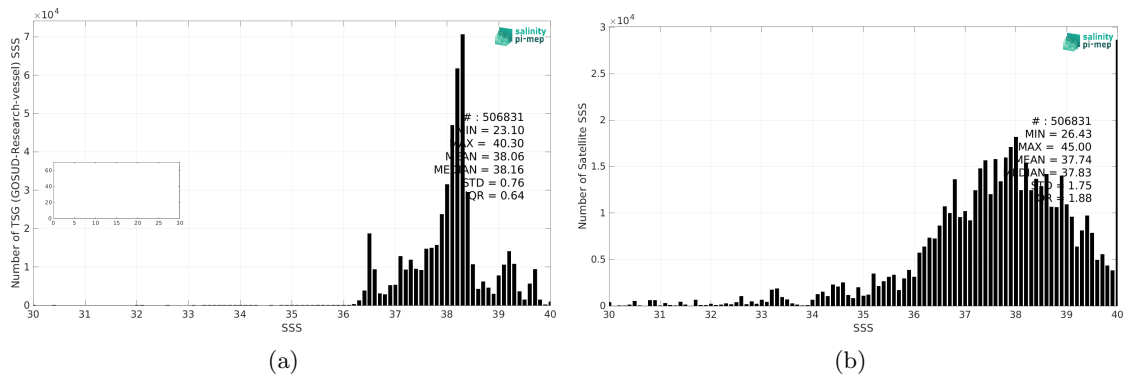 ×10⁴
Number of TSG (GOSUD-Research-vessel) SSS
7
6
5
4
3
2
1
0
salinity
pi-mep
# : 506831
MIN = 23.10
MAX = 40.30
MEAN = 38.06
MEDIAN = 38.16
STD = 0.76
IQR = 0.64
60
40
20
0
0 5 10 15 20 25 30
30 31 32 33 34 35 36 37 38 39 40
SSS
(a)
×10⁴
Number of Satellite SSS
3
2.5
2
1.5
1
0.5
0
salinity
pi-mep
# : 506831
MIN = 26.43
MAX = 45.00
MEAN = 37.74
MEDIAN = 37.83
STD = 1.75
IQR = 1.88
30 31 32 33 34 35 36 37 38 39 40
SSS
(b)